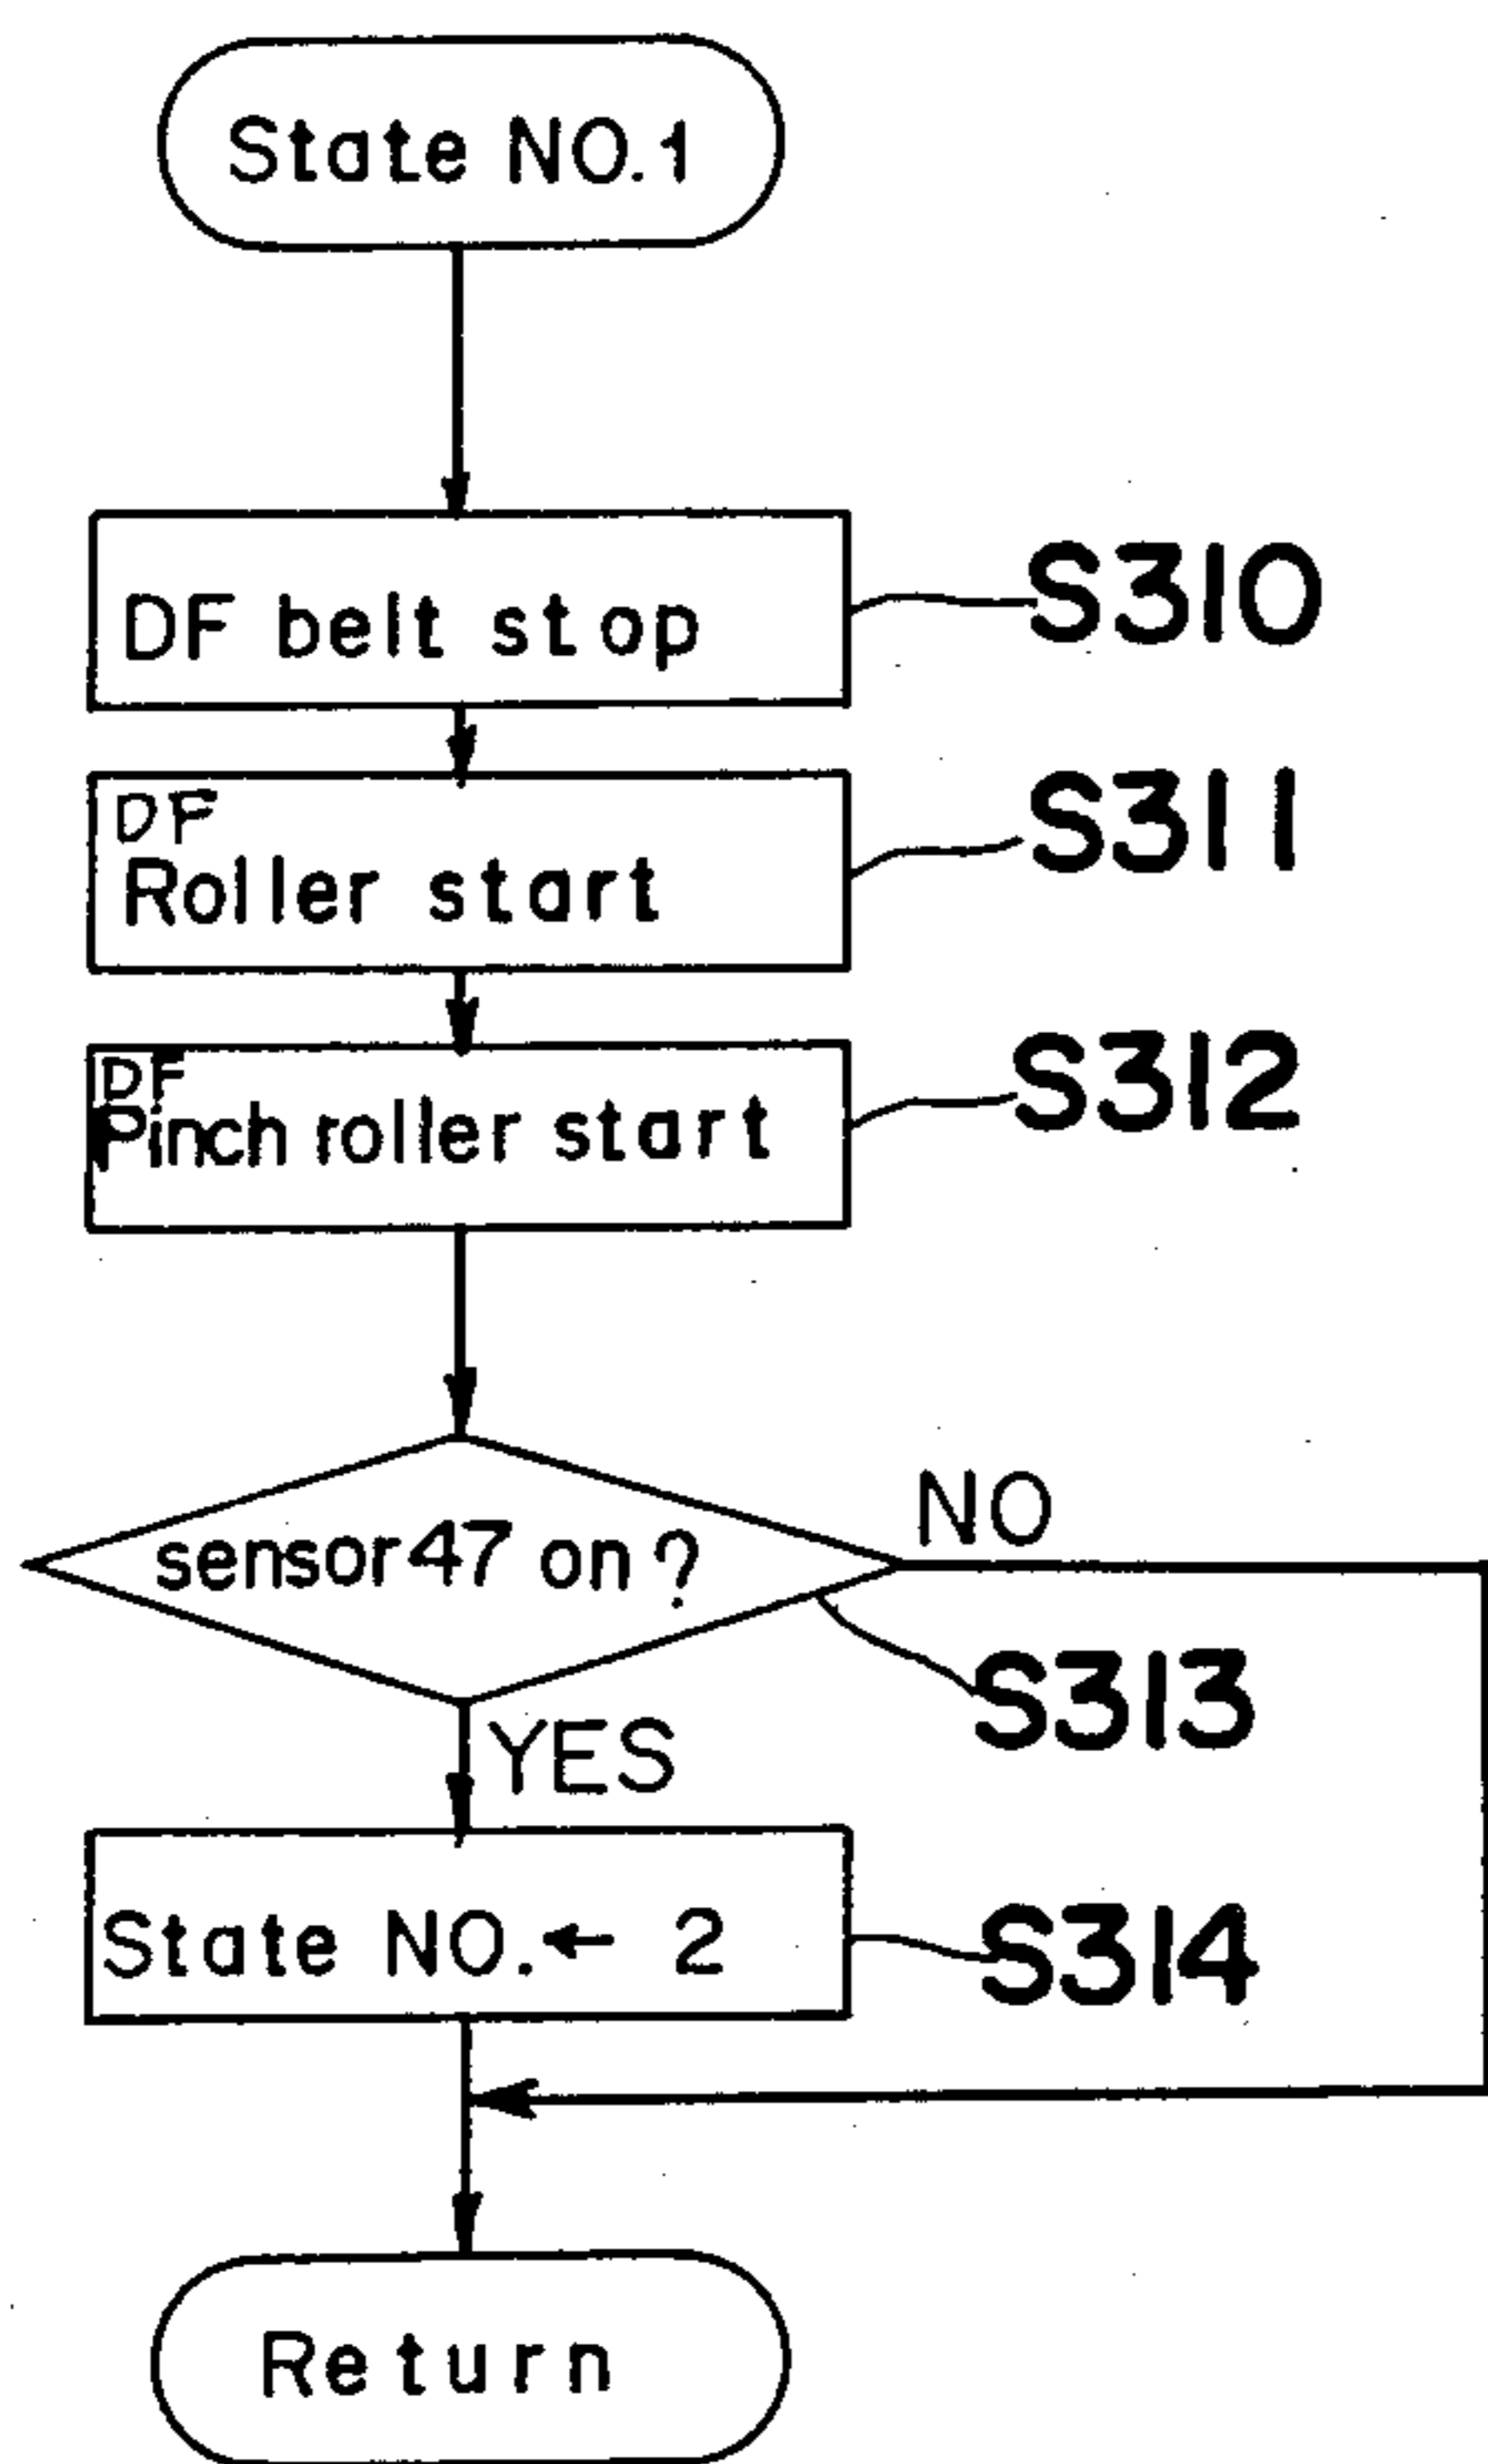 State NO.1
DF belt stop
S310
DF
Roller start
S311
DF
Pinch roller start
S312
sensor47 on?
NO
S313
YES
State NO.← 2
S314
Return